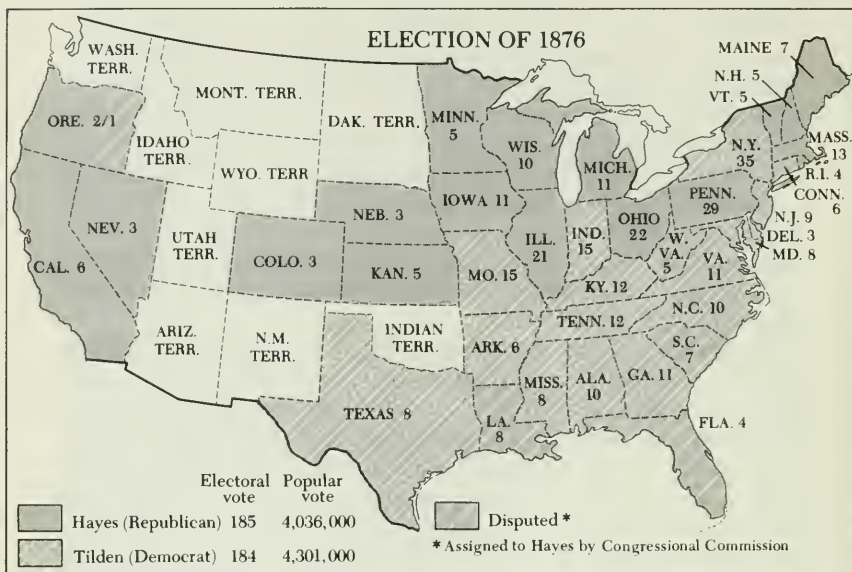 ELECTION OF 1876
WASH.
TERR.
MONT. TERR.
DAK. TERR.
MINN.
5
MAINE 7
N.H. 5
VT. 5
ORE. 2/1
IDAHO
TERR.
WYO. TERR
WIS.
10
MICH.
11
N.Y.
35
MASS.
13
R.I. 4
CONN.
6
NEV. 3
CAL. 6
UTAH
TERR.
COLO. 3
NEB. 3
KAN. 5
IOWA 11
ILL.
21
IND.
15
OHIO
22
PENN.
29
N.J. 9
DEL. 3
MD. 8
W.
VA.
5
VA.
11
MO. 15
KY. 12
ARIZ.
TERR.
N.M.
TERR.
INDIAN
TERR.
ARK. 6
TENN. 12
N.C. 10
S.C.
7
TEXAS 8
LA.
8
MISS.
8
ALA.
10
GA. 11
FLA. 4
Electoral Popular
vote vote
Hayes (Republican) 185 4,036,000
Tilden (Democrat) 184 4,301,000
Disputed *
* Assigned to Hayes by Congressional Commission